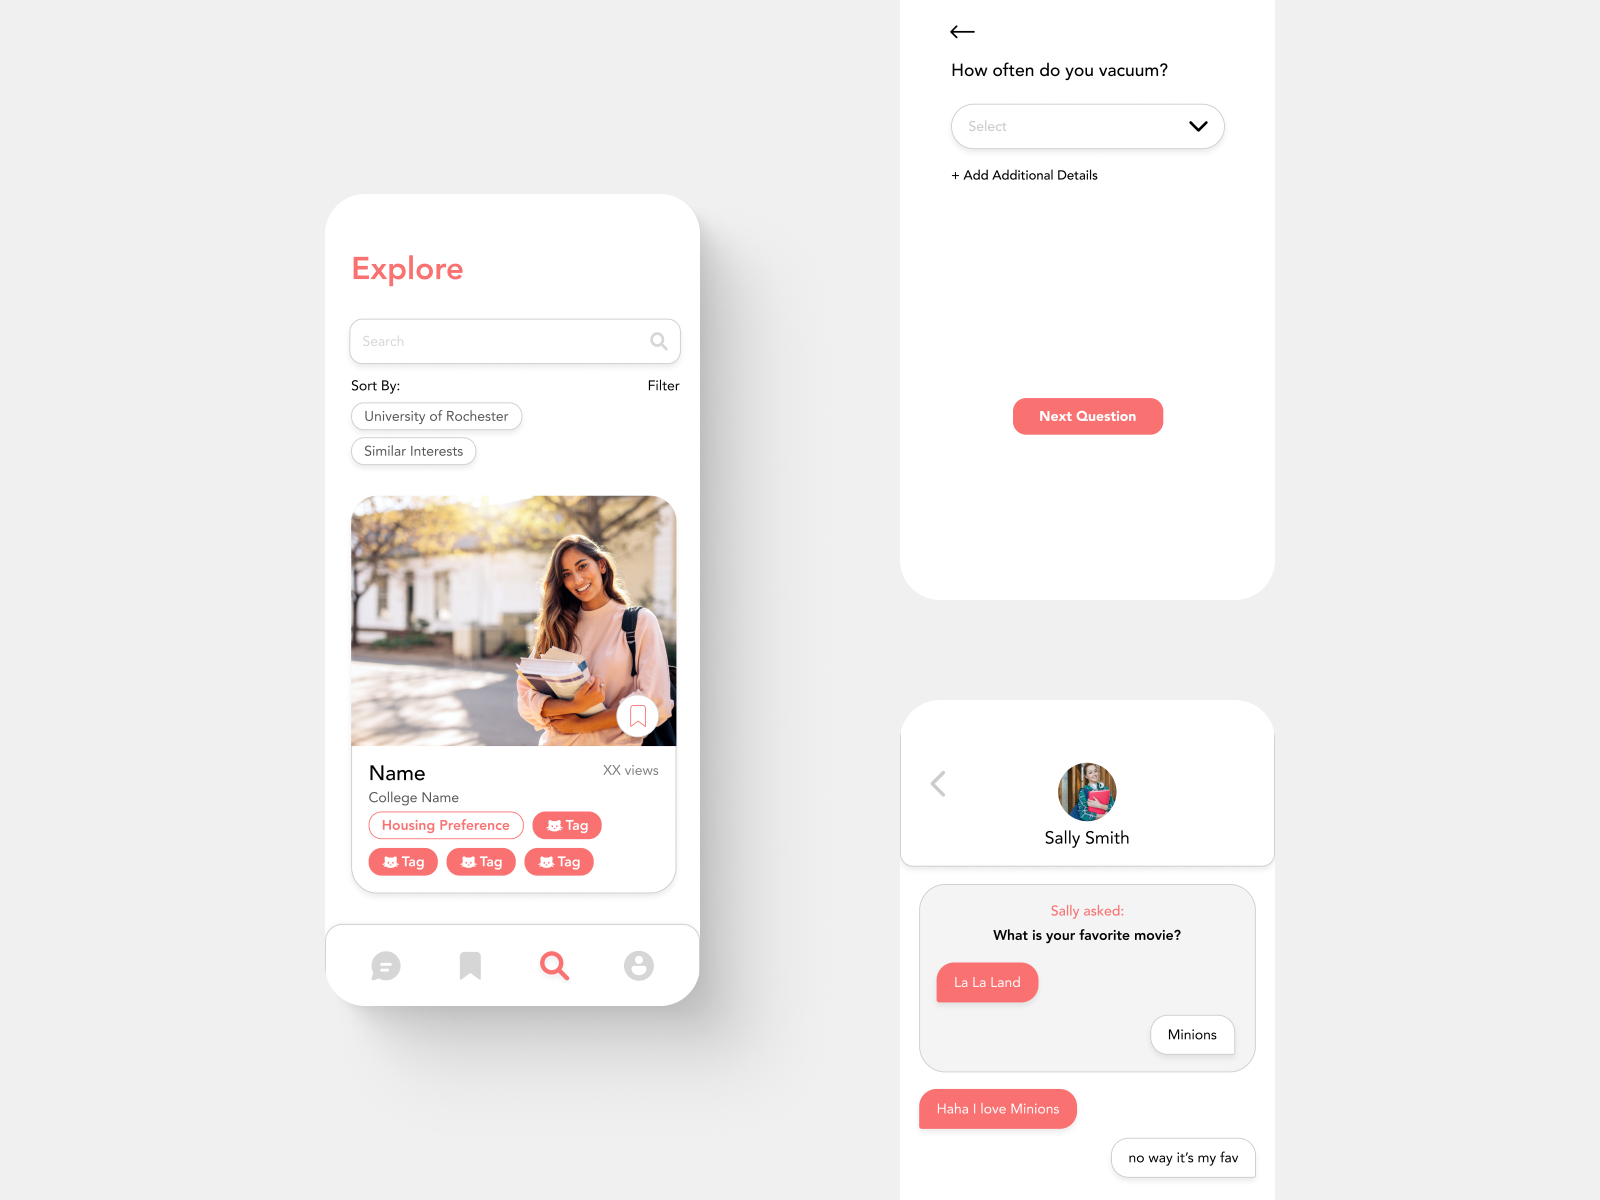 Explore
Search
Sort By:
Filter
University of Rochester
Similar Interests
Name
XX views
College Name
Housing Preference
Tag
Tag
Tag
Tag
How often do you vacuum?
Select
+ Add Additional Details
Next Question
Sally Smith
Sally asked:
What is your favorite movie?
La La Land
Minions
Haha I love Minions
no way it's my fav